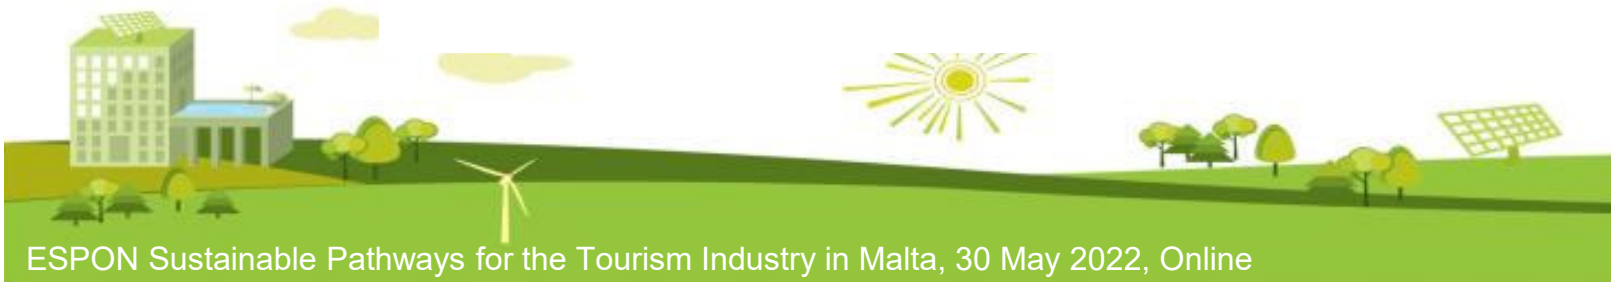 ESPON Sustainable Pathways for the Tourism Industry in Malta, 30 May 2022, Online